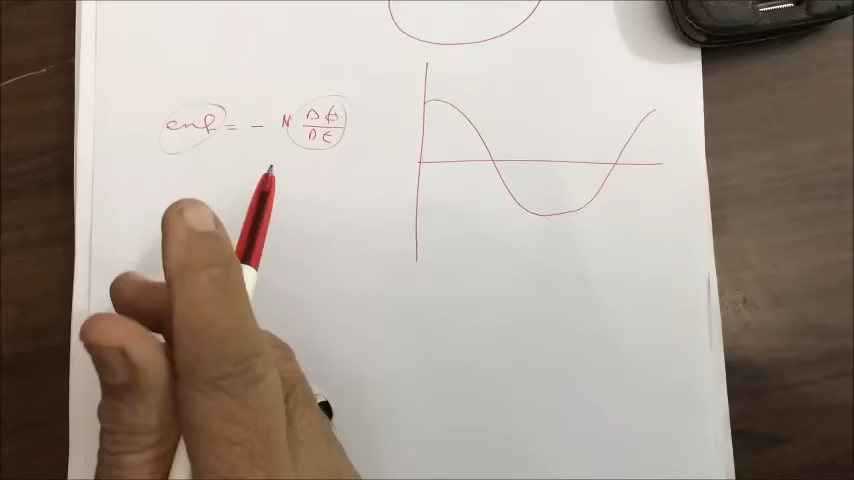 emf = - N Δϕ / Δt